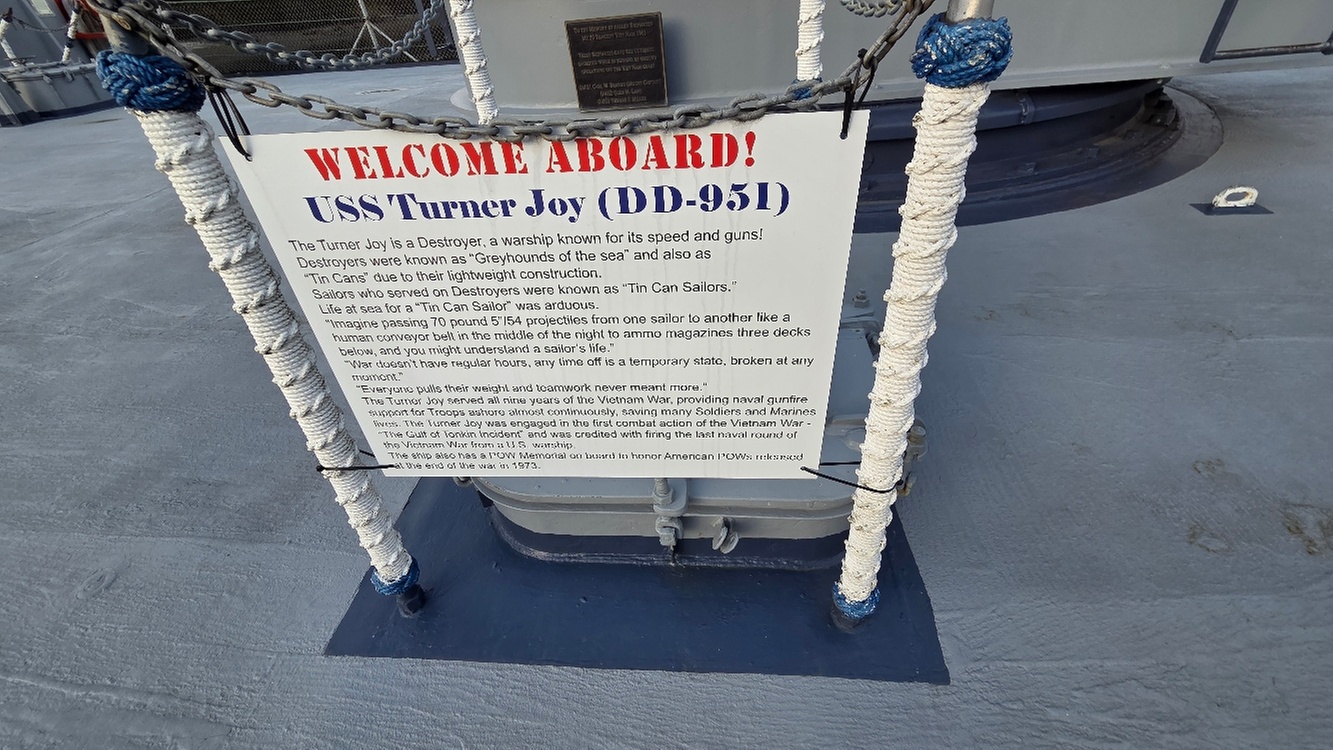 WELCOME ABOARD!
USS Turner Joy (DD-951)
The Turner Joy is a Destroyer, a warship known for its speed and guns!
Destroyers were known as “Greyhounds of the sea” and also as
“Tin Cans” due to their lightweight construction.
Sailors who served on Destroyers were known as “Tin Can Sailors.”
Life at sea for a “Tin Can Sailor” was arduous.
“Imagine passing 70 pound 5”/54 projectiles from one sailor to another like a
human conveyor belt in the middle of the night to ammo magazines three decks
below, and you might understand a sailor’s life.”
“War doesn’t have regular hours, any time off is a temporary state, broken at any
moment.”
“Everyone pulls their weight and teamwork never meant more.”
The Turner Joy served all nine years of the Vietnam War, providing naval gunfire
support for Troops ashore almost continuously, saving many Soldiers and Marines
lives. The Turner Joy was engaged in the first combat action of the Vietnam War -
“The Gulf of Tonkin Incident” and was credited with firing the last naval round of
the Vietnam War from a U.S. warship.
The ship also has a POW Memorial on board to honor American POWs released
at the end of the war in 1973.